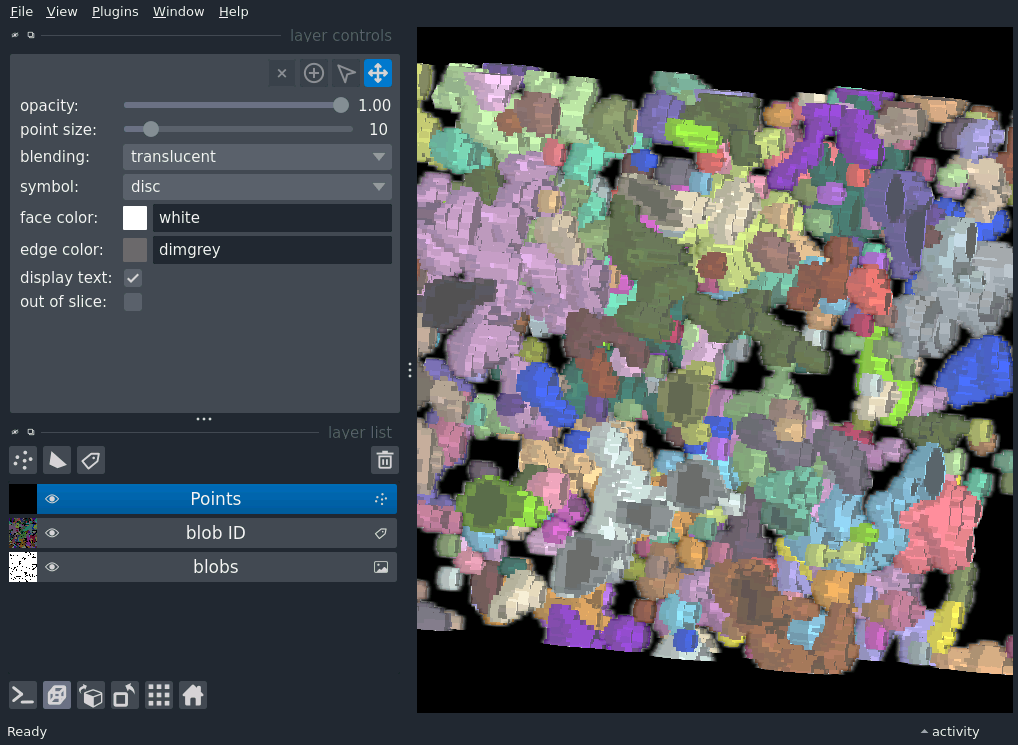 File View Plugins Window Help
layer controls
opacity: 1.00
point size: 10
blending: translucent
symbol: disc
face color: white
edge color: dimgrey
display text:
out of slice:
layer list
Points
blob ID
blobs
Ready activity